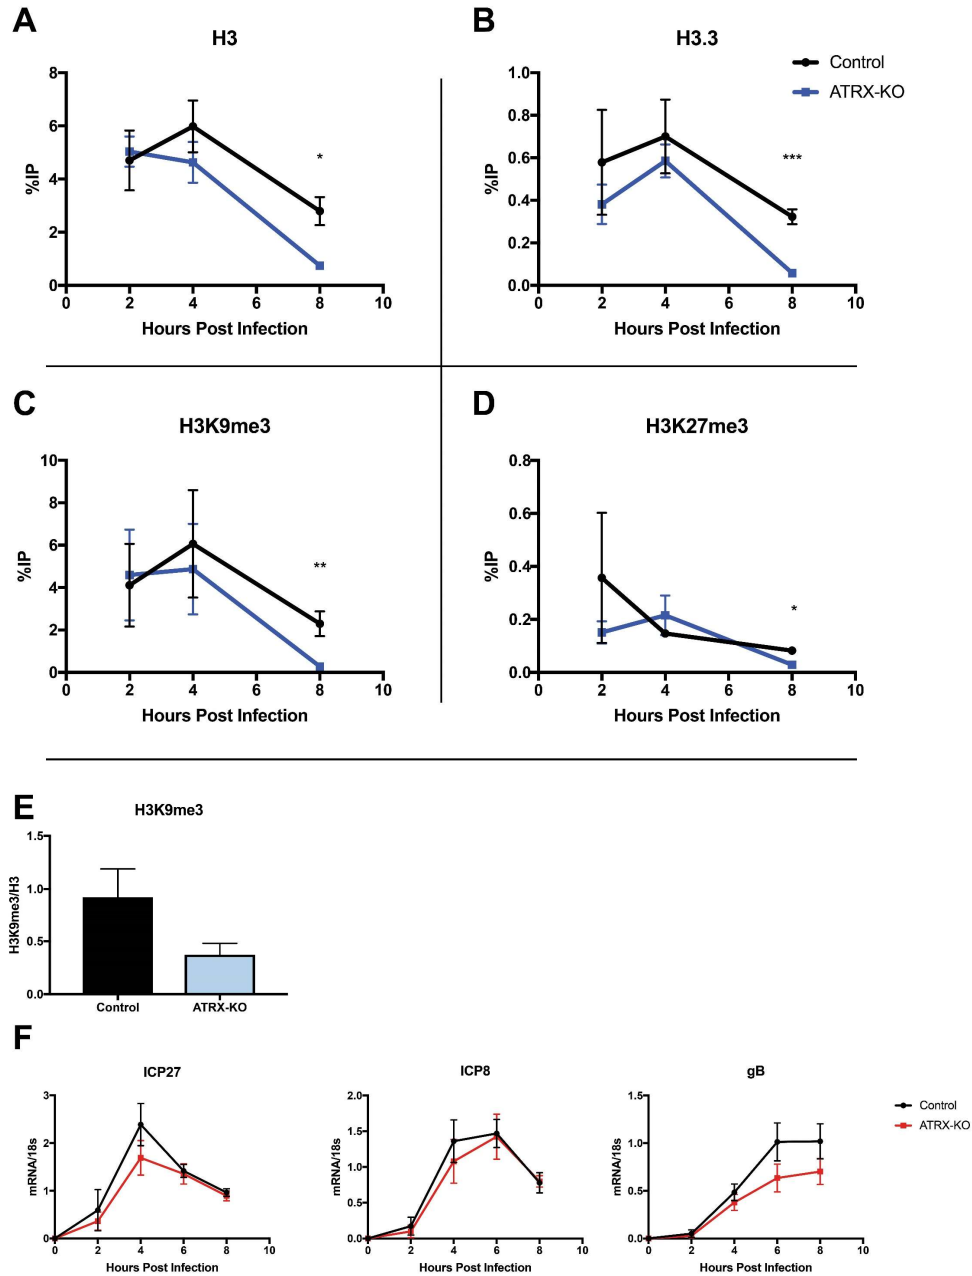 A
H3
8
6
4
2
0
%IP
*
0 2 4 6 8 10
Hours Post Infection
B
H3.3
1.0
0.8
0.6
0.4
0.2
0.0
%IP
***
0 2 4 6 8 10
Hours Post Infection
Control
ATRX-KO
C
H3K9me3
10
8
6
4
2
0
%IP
**
0 2 4 6 8 10
Hours Post Infection
D
H3K27me3
0.8
0.6
0.4
0.2
0.0
%IP
*
0 2 4 6 8 10
Hours Post Infection
E
H3K9me3
1.5
1.0
0.5
0.0
H3K9me3/H3
Control ATRX-KO
F
ICP27
3
2
1
0
mRNA/18s
0 2 4 6 8 10
Hours Post Infection
ICP8
2.0
1.5
1.0
0.5
0.0
mRNA/18s
0 2 4 6 8 10
Hours Post Infection
gB
1.5
1.0
0.5
0.0
mRNA/18s
0 2 4 6 8 10
Hours Post Infection
Control
ATRX-KO